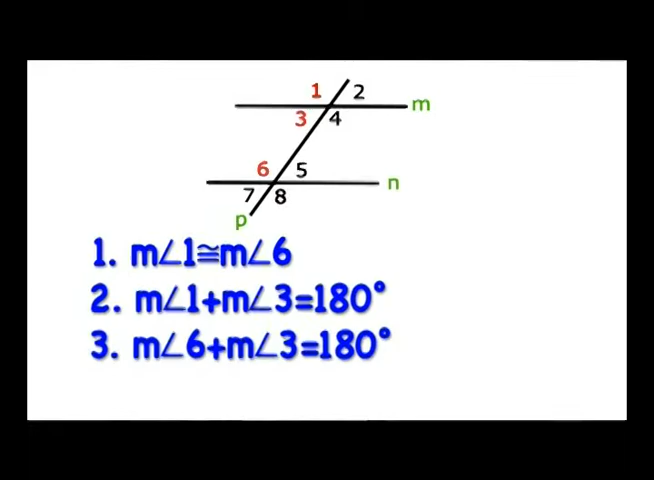 1 2
m
3 4
6 5
n
7 8
p
1. m∠1≅m∠6
2. m∠1+m∠3=180°
3. m∠6+m∠3=180°